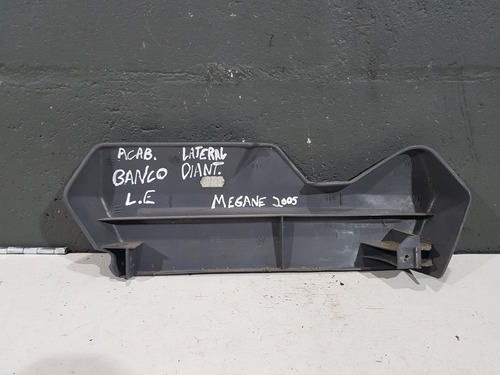 ACAB. LATERAL
BANCO DIANT.
L.E MEGANE 2005